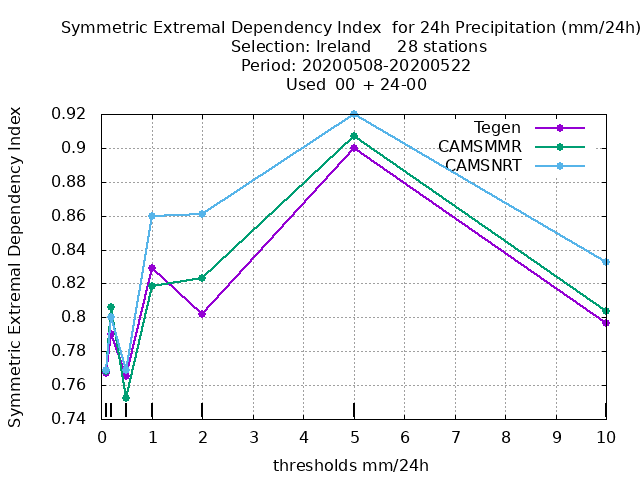 Symmetric Extremal Dependency Index  for 24h Precipitation (mm/24h)
Selection: Ireland     28 stations
Period: 20200508-20200522
Used  00  + 24-00
Symmetric Extremal Dependency Index
0.92
0.9
0.88
0.86
0.84
0.82
0.8
0.78
0.76
0.74
Tegen
CAMSMMR
CAMSNRT
0 1 2 3 4 5 6 7 8 9 10
thresholds mm/24h